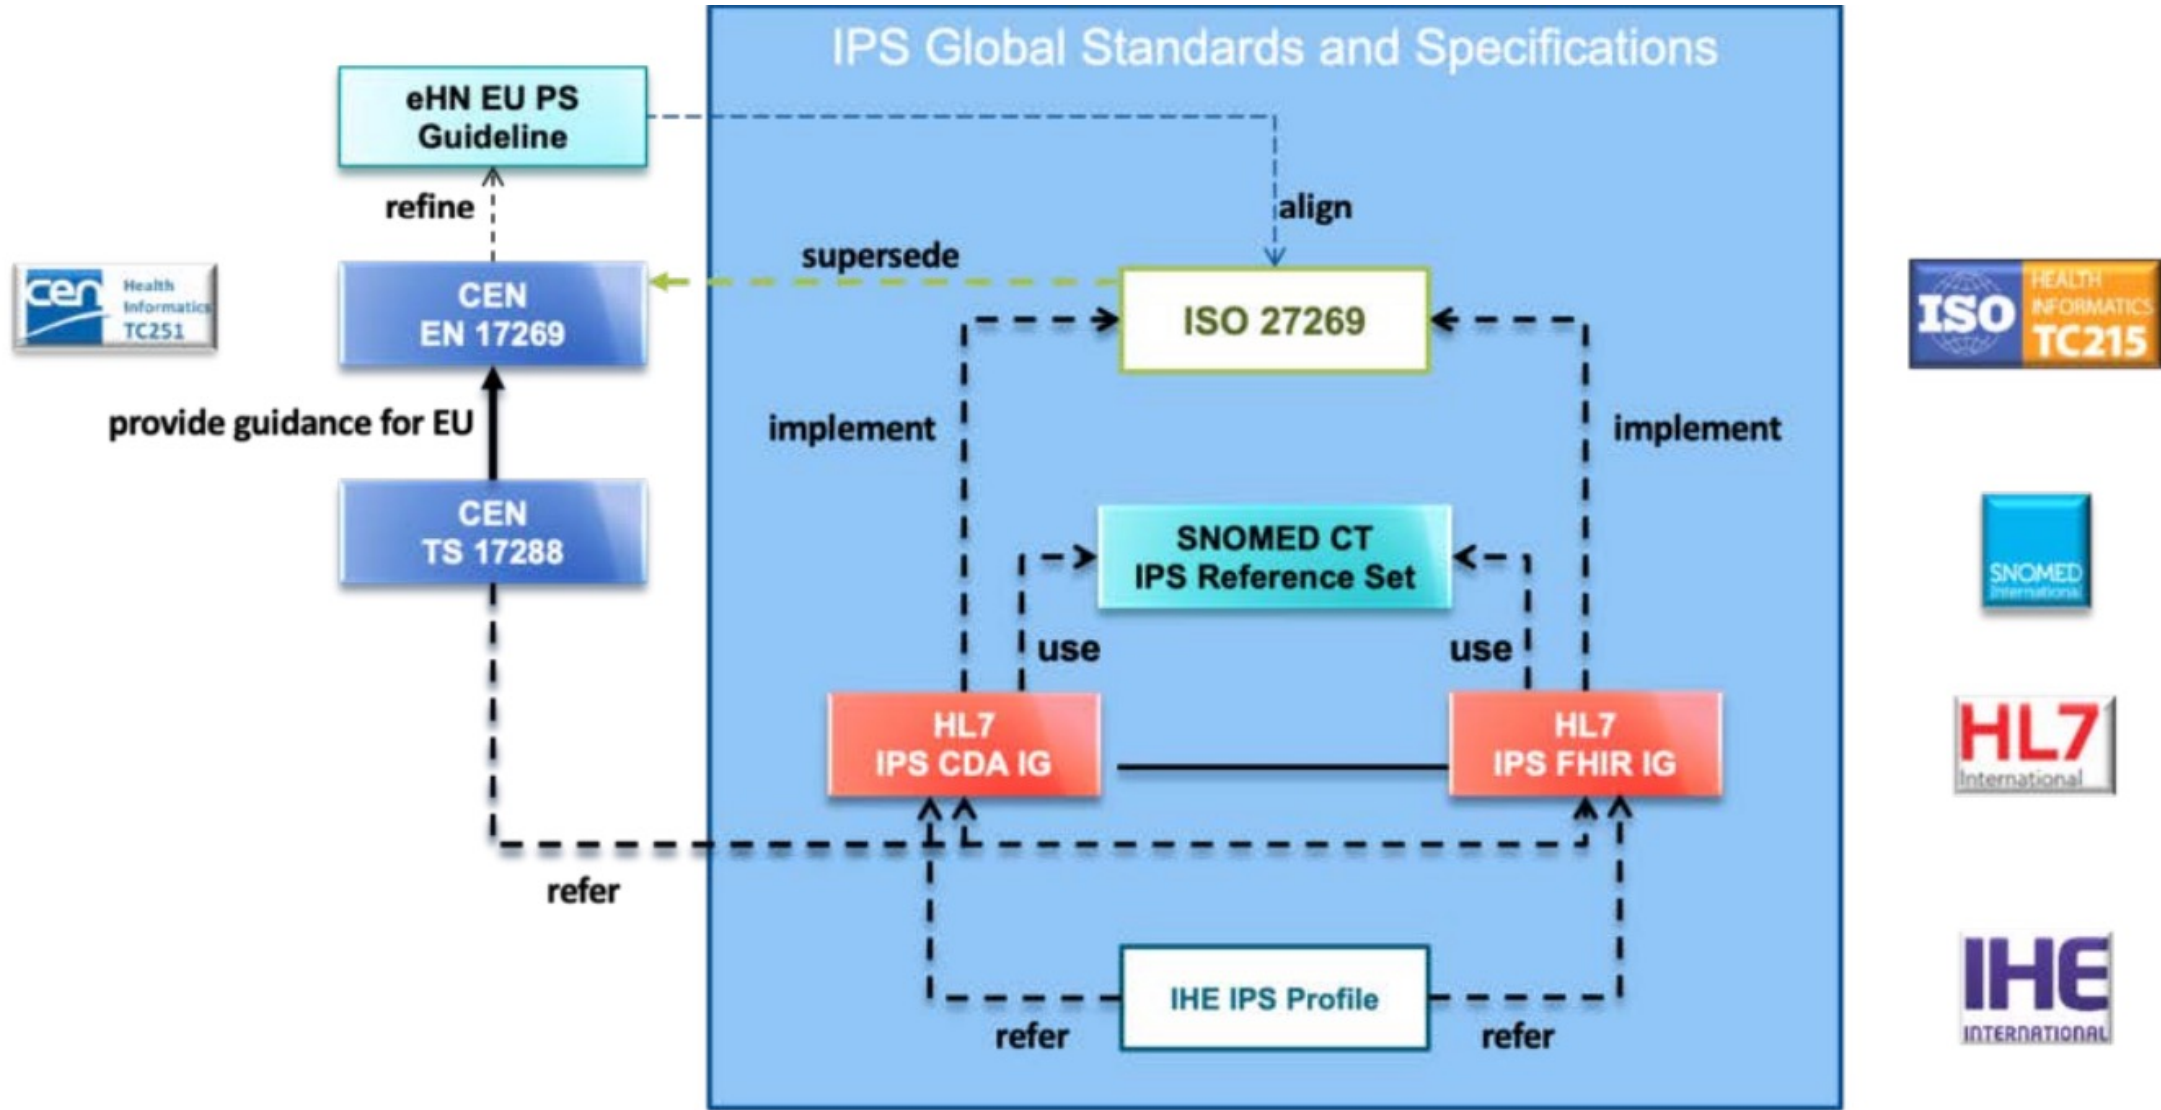 IPS Global Standards and Specifications
eHN EU PS
Guideline
refine
align
supersede
cen
Health
Informatics
TC251
CEN
EN 17269
ISO 27269
ISO
HEALTH
INFORMATICS
TC215
provide guidance for EU
implement
implement
CEN
TS 17288
SNOMED CT
IPS Reference Set
SNOMED
International
use
use
HL7
IPS CDA IG
HL7
IPS FHIR IG
HL7
International
refer
IHE IPS Profile
refer
refer
IHE
INTERNATIONAL